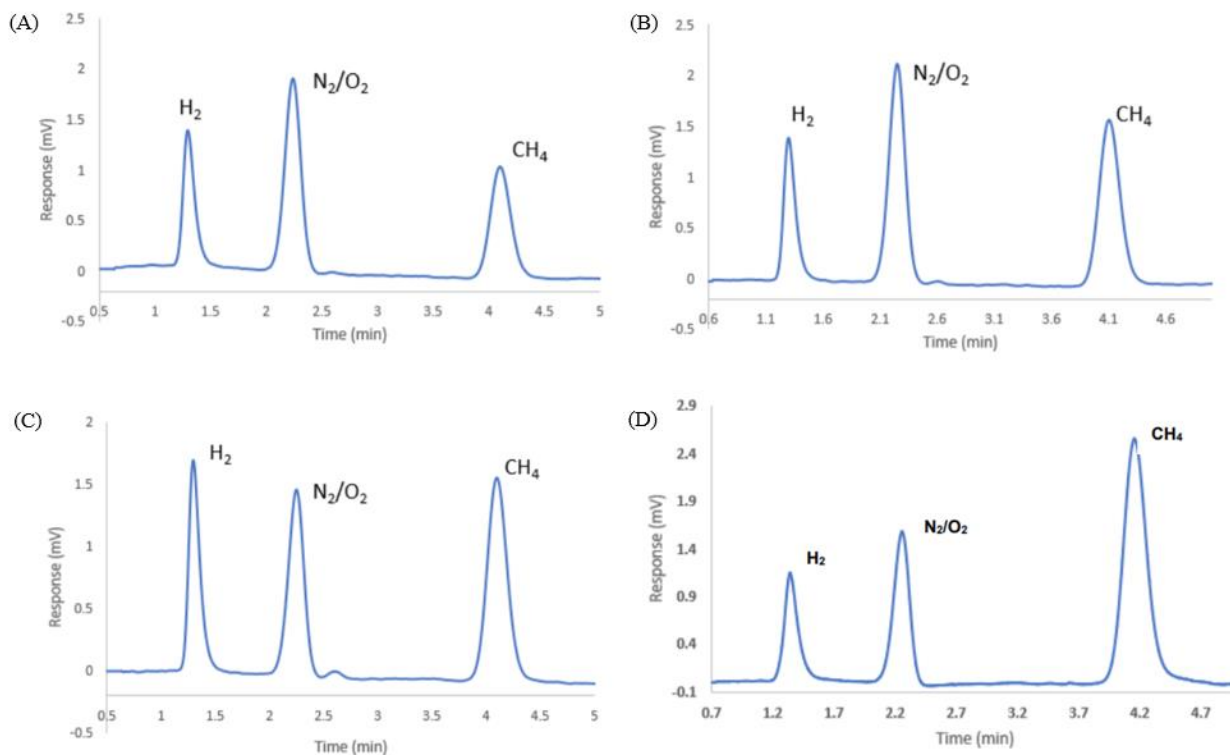 (A)
2.5
2
1.5
1
0.5
0
-0.5
Response (mV)
H₂
N₂/O₂
CH₄
0.5 1 1.5 2 2.5 3 3.5 4 4.5 5
Time (min)
(B)
2.5
2
1.5
1
0.5
0
-0.5
Response (mV)
H₂
N₂/O₂
CH₄
0.6 1.1 1.6 2.1 2.6 3.1 3.6 4.1 4.6
Time (min)
(C)
2
1.5
1
0.5
0
-0.5
Response (mV)
H₂
N₂/O₂
CH₄
0.5 1 1.5 2 2.5 3 3.5 4 4.5 5
Time (min)
(D)
2.9
2.4
1.9
1.4
0.9
0.4
-0.1
Response (mV)
H₂
N₂/O₂
CH₄
0.7 1.2 1.7 2.2 2.7 3.2 3.7 4.2 4.7
Time (min)